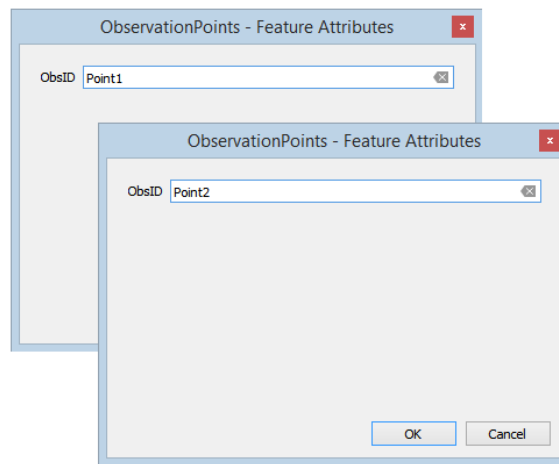 ObservationPoints - Feature Attributes
x
ObsID Point1
ObservationPoints - Feature Attributes
x
ObsID Point2
OK Cancel